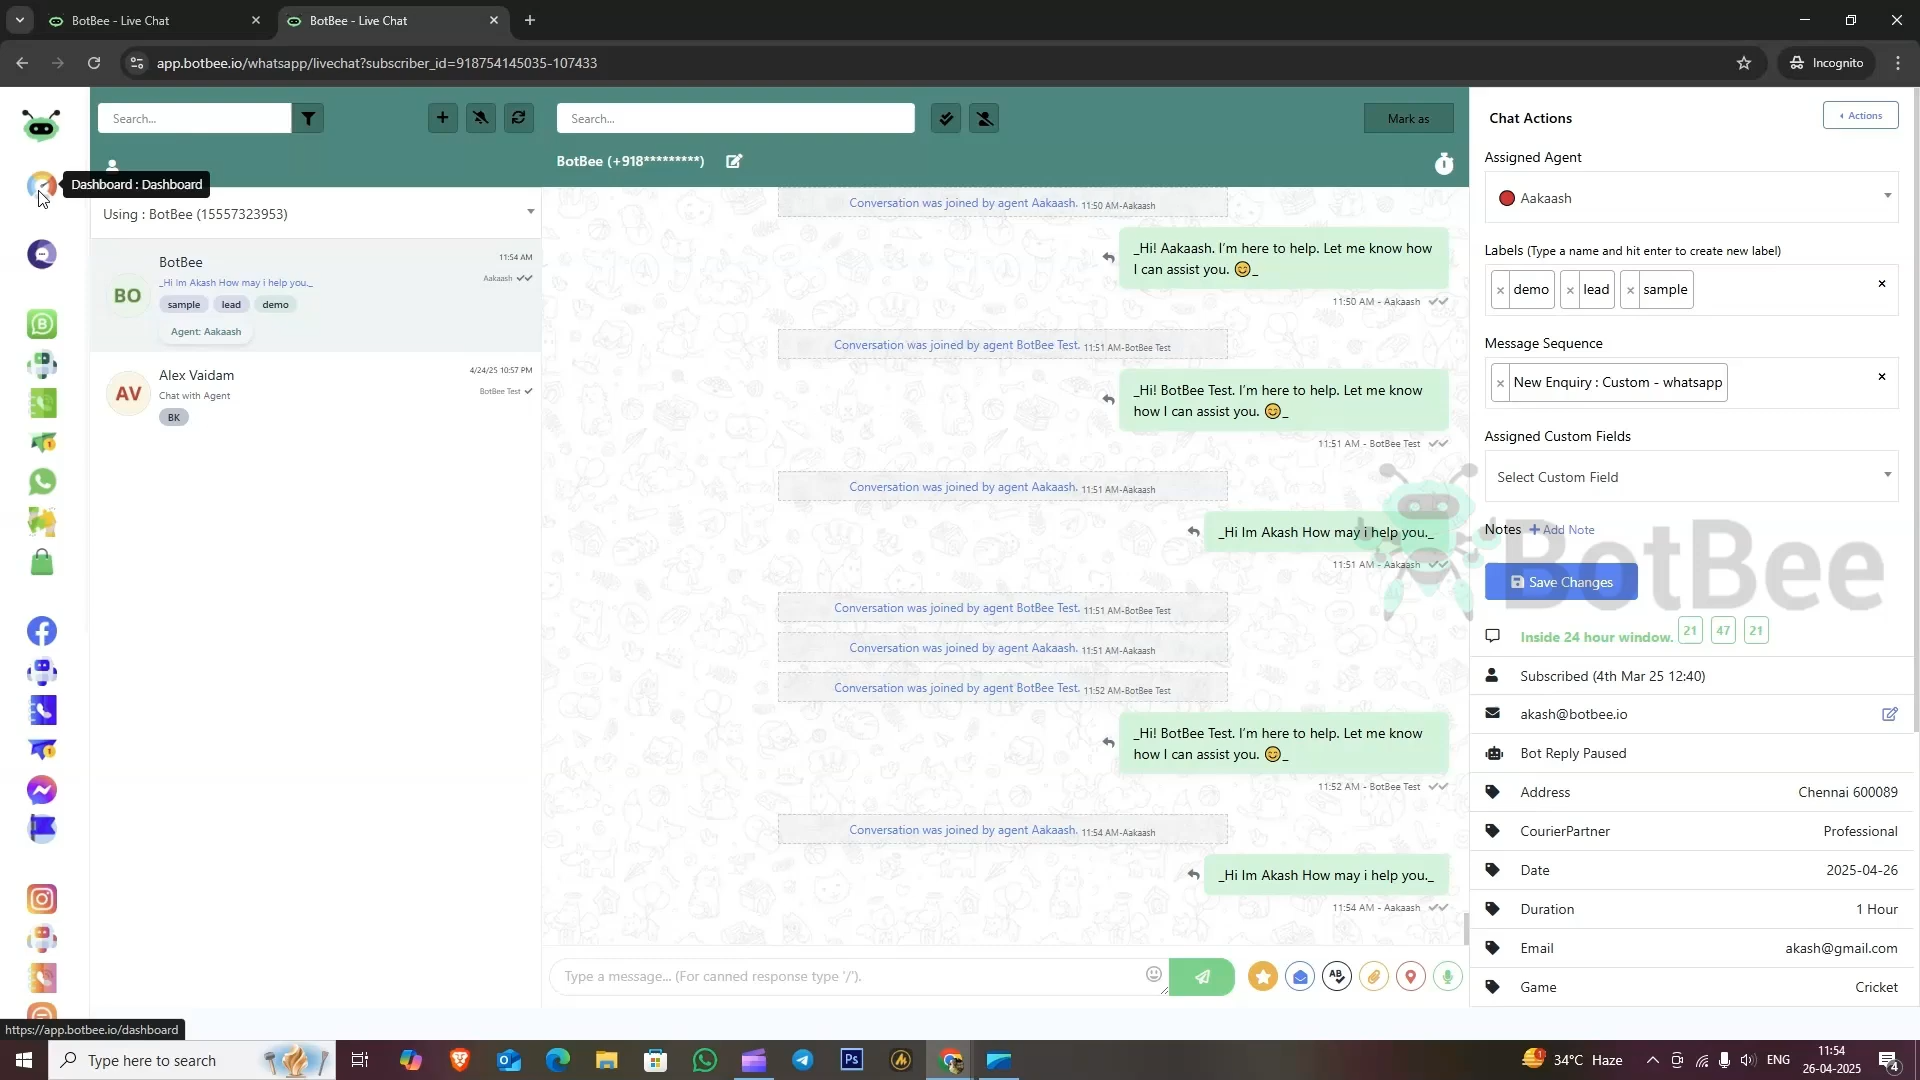 BotBee - Live Chat
BotBee - Live Chat
app.botbee.io/whatsapp/livechat?subscriber_id=918754145035-107433
Incognito
Search...
Search...
Mark as
BotBee (+918*********)
Dashboard : Dashboard
Using : BotBee (15557323953)
BO
BotBee
11:54 AM
_Hi Im Akash How may i help you._
Aakaash
sample lead demo
Agent: Aakaash
AV
Alex Vaidam
4/24/25 10:57 PM
Chat with Agent
BotBee Test
BK
Conversation was joined by agent Aakaash. 11:50 AM-Aakaash
_Hi! Aakaash. I'm here to help. Let me know how
I can assist you. 😊_
11:50 AM - Aakaash
Conversation was joined by agent BotBee Test. 11:51 AM-BotBee Test
_Hi! BotBee Test. I'm here to help. Let me know
how I can assist you. 😊_
11:51 AM - BotBee Test
Conversation was joined by agent Aakaash. 11:51 AM-Aakaash
_Hi Im Akash How may i help you._
11:51 AM - Aakaash
Conversation was joined by agent BotBee Test. 11:51 AM-BotBee Test
Conversation was joined by agent Aakaash. 11:51 AM-Aakaash
Conversation was joined by agent BotBee Test. 11:52 AM-BotBee Test
_Hi! BotBee Test. I'm here to help. Let me know
how I can assist you. 😊_
11:52 AM - BotBee Test
Conversation was joined by agent Aakaash. 11:54 AM-Aakaash
_Hi Im Akash How may i help you._
11:54 AM - Aakaash
Type a message... (For canned response type '/').
Chat Actions
Actions
Assigned Agent
Aakaash
Labels (Type a name and hit enter to create new label)
× demo × lead × sample ×
Message Sequence
× New Enquiry : Custom - whatsapp ×
Assigned Custom Fields
Select Custom Field
Notes + Add Note
Save Changes
BotBee
Inside 24 hour window. 21 47 21
Subscribed (4th Mar 25 12:40)
akash@botbee.io
Bot Reply Paused
Address Chennai 600089
CourierPartner Professional
Date 2025-04-26
Duration 1 Hour
Email akash@gmail.com
Game Cricket
https://app.botbee.io/dashboard
Type here to search
Ps
34°C Haze
ENG
11:54
26-04-2025
4